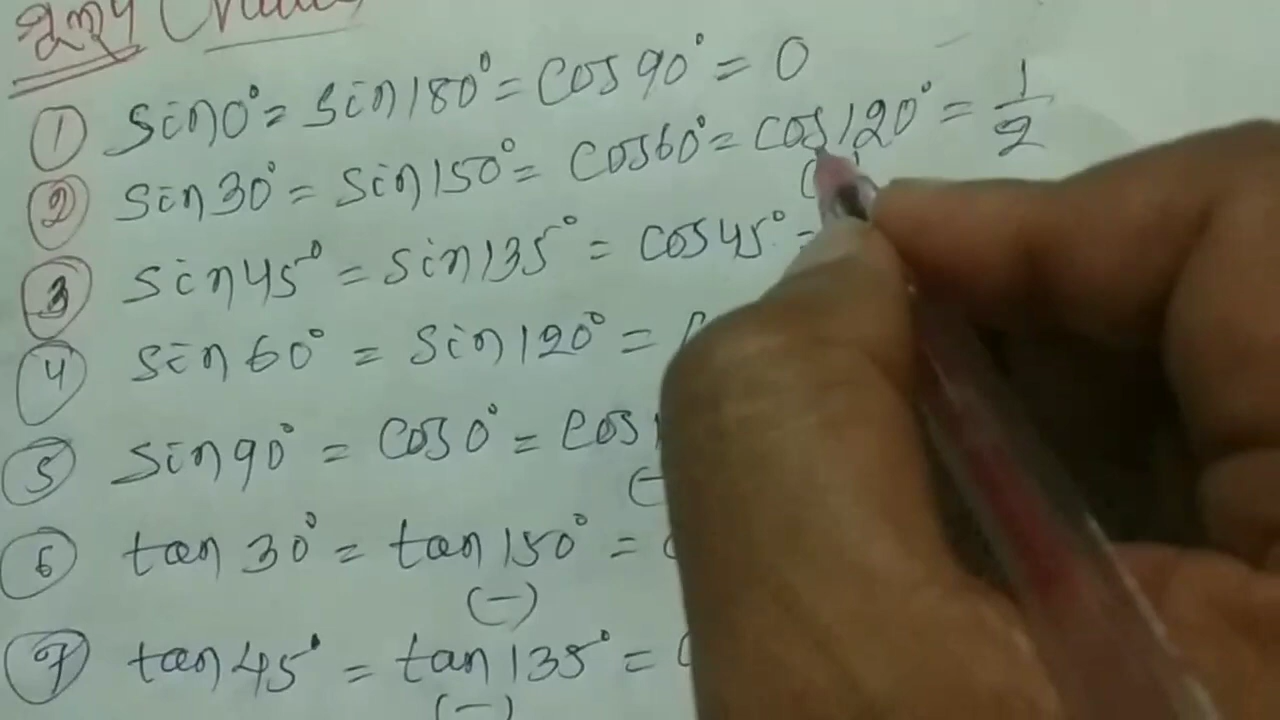 ମୂଲ୍ୟ (Value
① sin0° = sin180° = cos90° = 0
② sin30° = sin150° = cos60° = cos120° = 1/2
③ sin45° = sin135° = cos45° =
④ sin60° = sin120° =
⑤ sin90° = cos0° = cos
(-
⑥ tan30° = tan150° =
(-)
⑦ tan45° = tan135° =
(-)